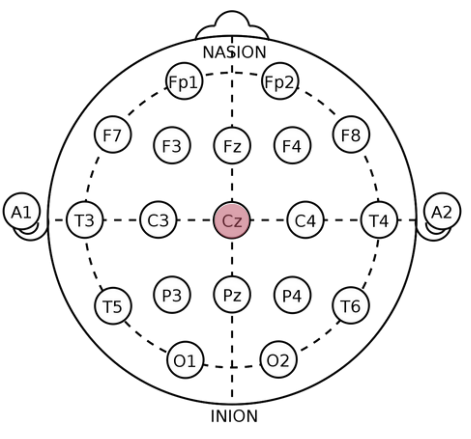 NASION
Fp1 Fp2
F7 F3 Fz F4 F8
A1 T3 C3 Cz C4 T4 A2
T5 P3 Pz P4 T6
O1 O2
INION